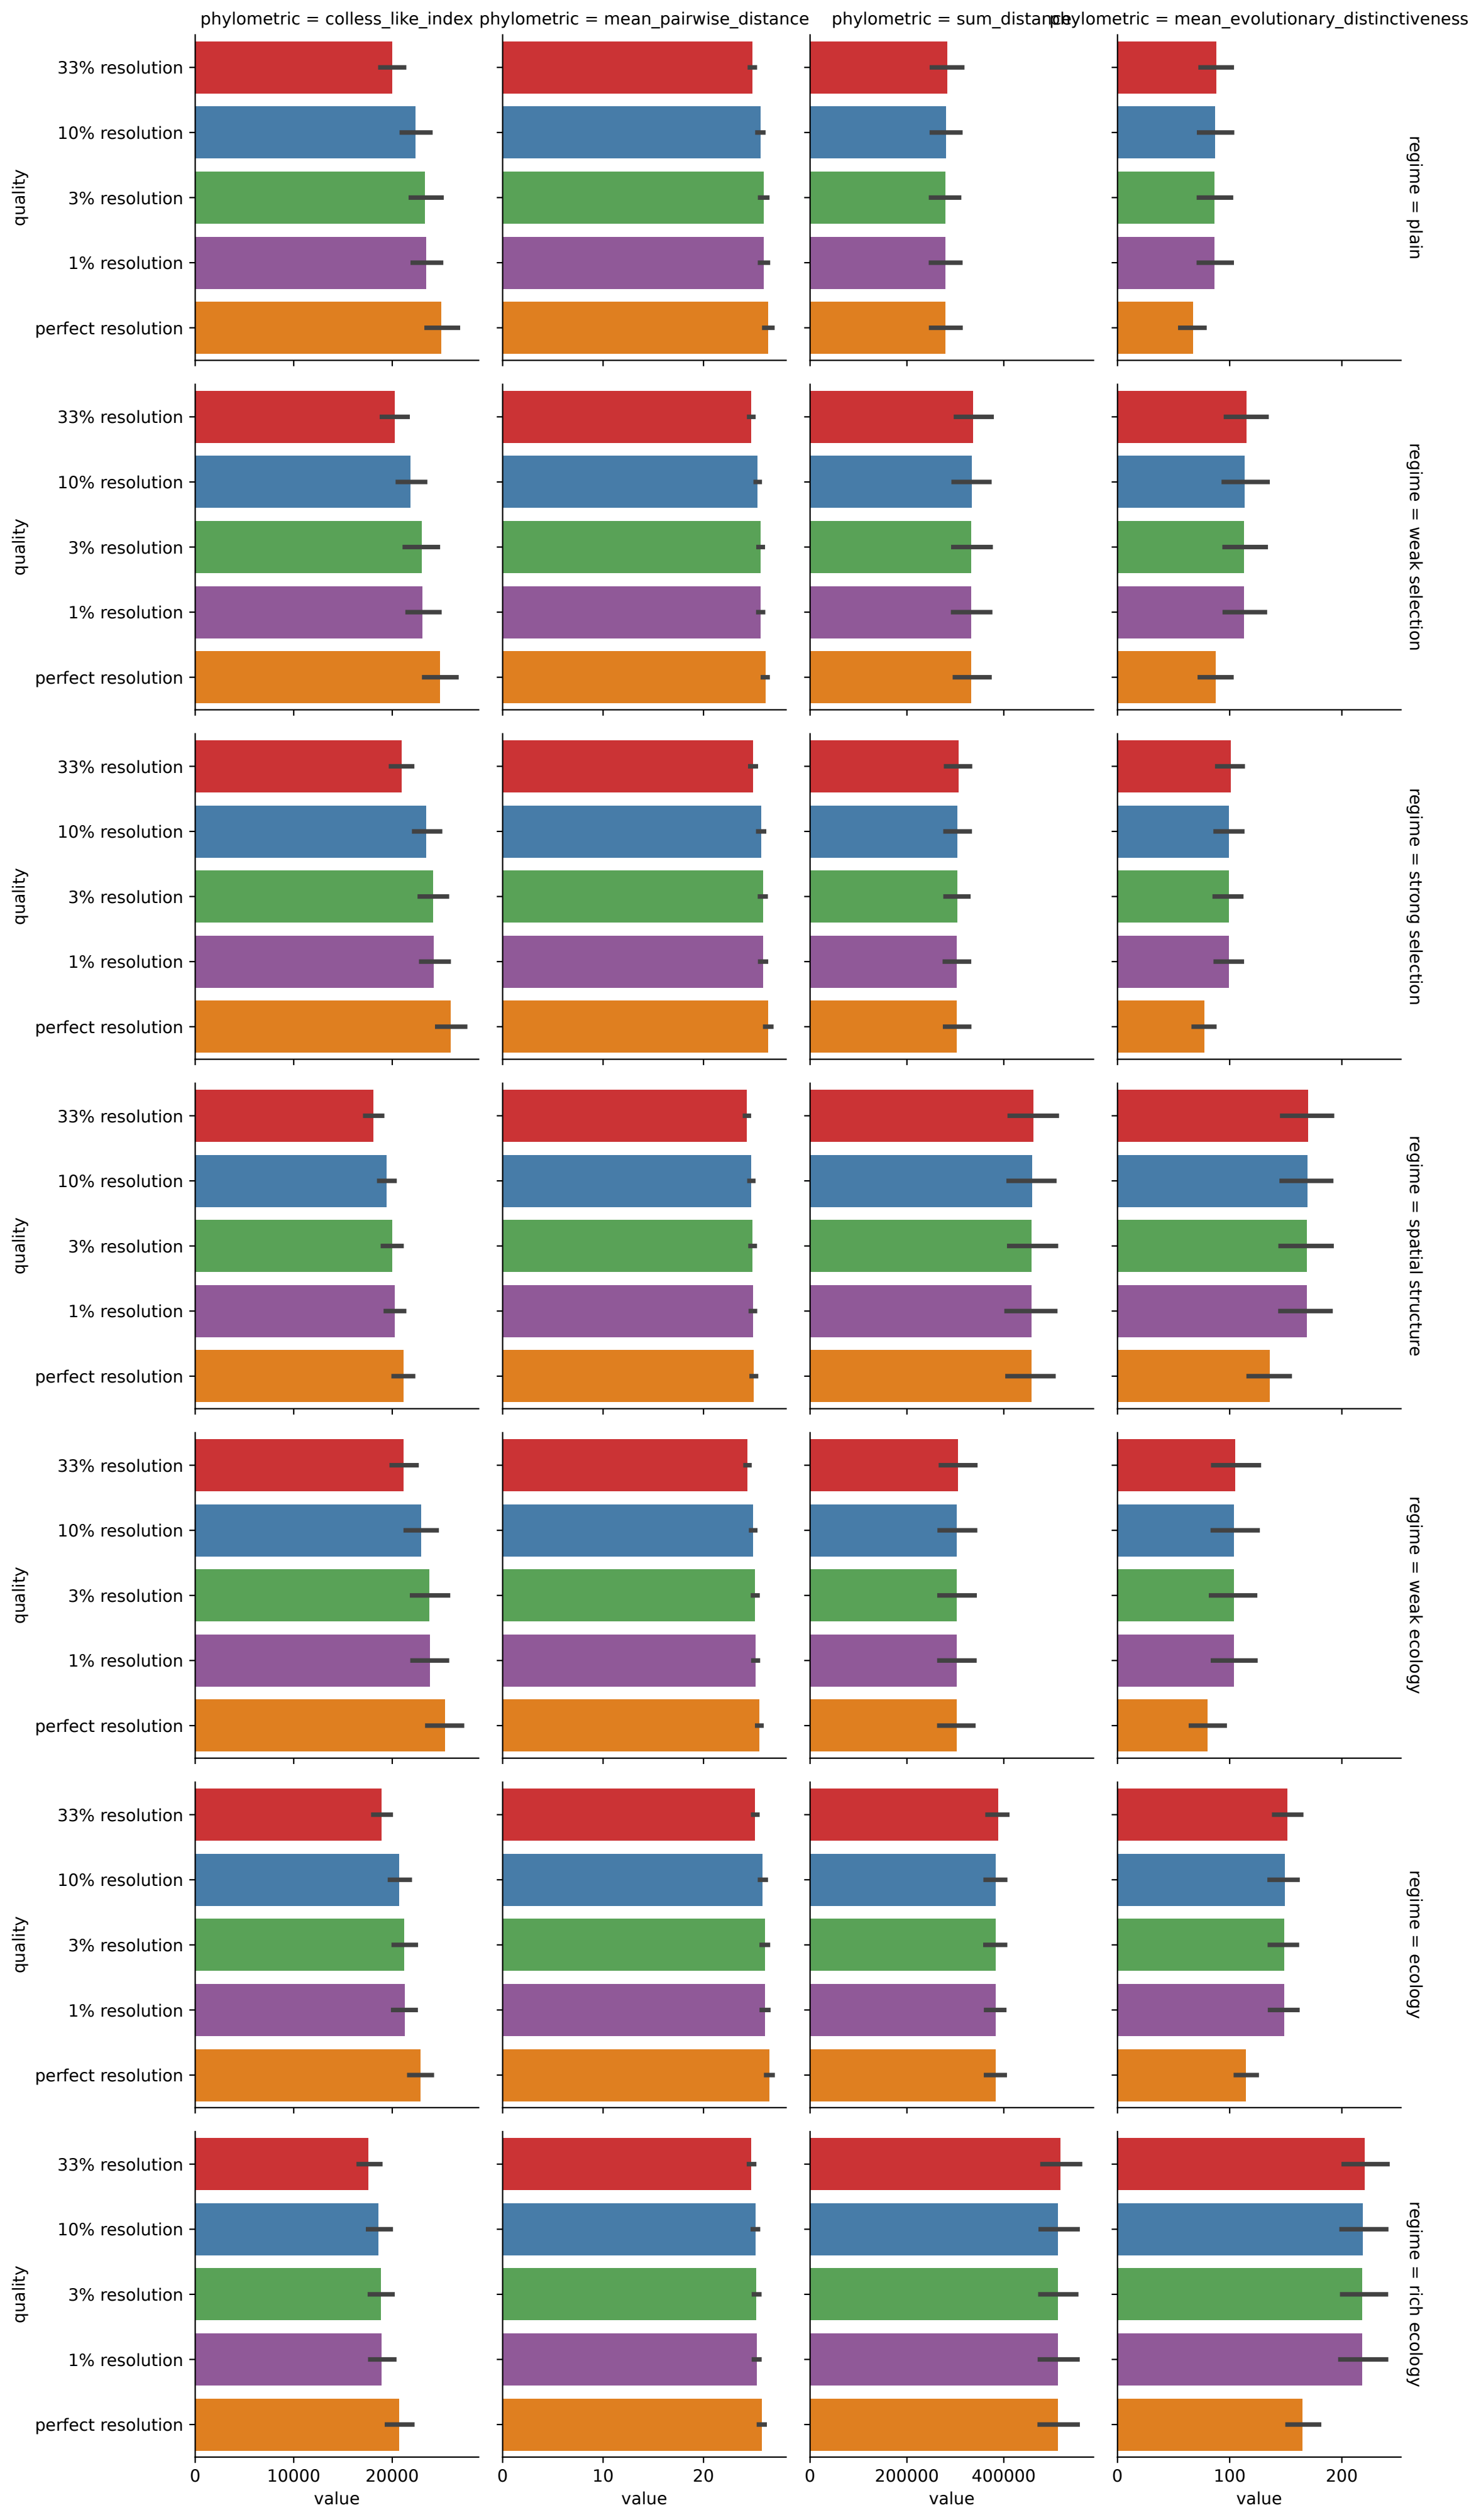 phylometric = colless_like_index phylometric = mean_pairwise_distance phylometric = sum_distance phylometric = mean_evolutionary_distinctiveness
33% resolution
10% resolution
3% resolution
1% resolution
perfect resolution
quality
regime = plain
33% resolution
10% resolution
3% resolution
1% resolution
perfect resolution
quality
regime = weak selection
33% resolution
10% resolution
3% resolution
1% resolution
perfect resolution
quality
regime = strong selection
33% resolution
10% resolution
3% resolution
1% resolution
perfect resolution
quality
regime = spatial structure
33% resolution
10% resolution
3% resolution
1% resolution
perfect resolution
quality
regime = weak ecology
33% resolution
10% resolution
3% resolution
1% resolution
perfect resolution
quality
regime = ecology
33% resolution
10% resolution
3% resolution
1% resolution
perfect resolution
quality
regime = rich ecology
0 10000 20000 0 10 20 0 200000 400000 0 100 200
value value value value